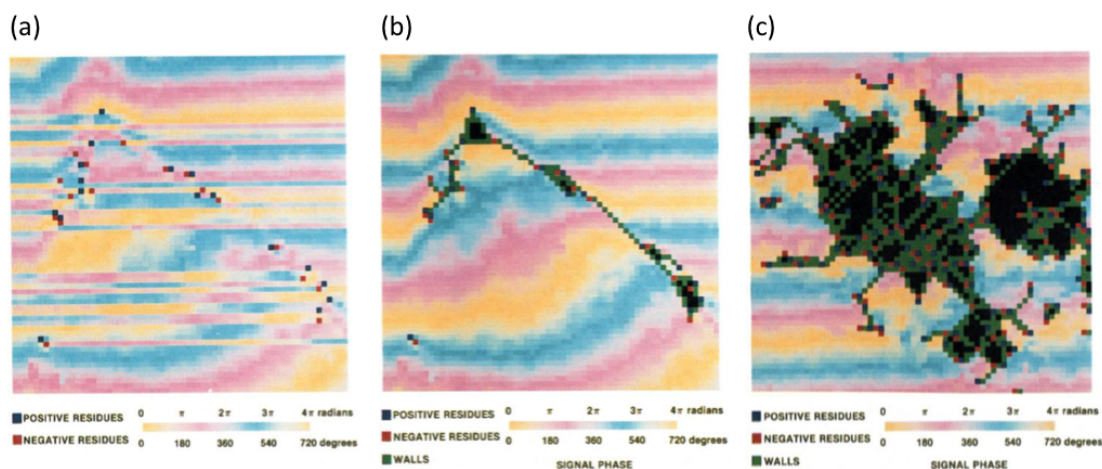 (a)
(b)
(c)
POSITIVE RESIDUES
NEGATIVE RESIDUES
0 π 2π 3π 4π radians
0 180 360 540 720 degrees
POSITIVE RESIDUES
NEGATIVE RESIDUES
WALLS
0 π 2π 3π 4π radians
0 180 360 540 720 degrees
SIGNAL PHASE
POSITIVE RESIDUES
NEGATIVE RESIDUES
WALLS
0 π 2π 3π 4π radians
0 180 360 540 720 degrees
SIGNAL PHASE